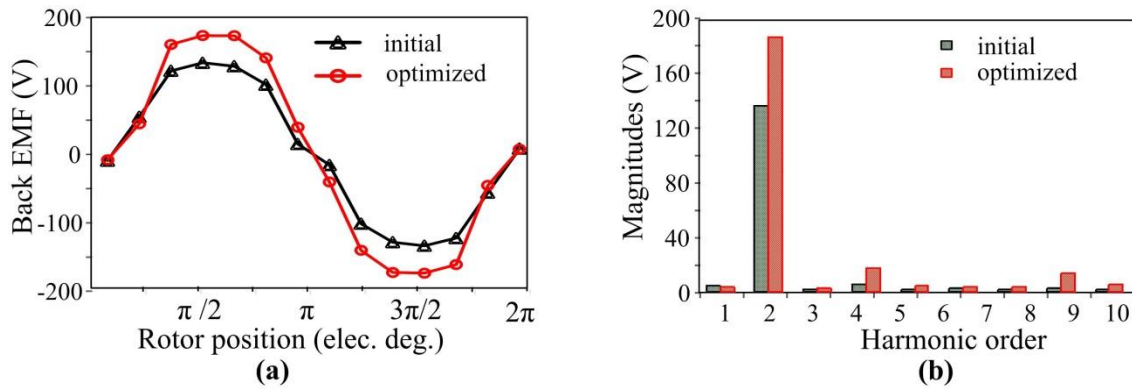 200
100
0
-100
-200
Back EMF (V)
initial
optimized
π /2
π
3π/2
2π
Rotor position (elec. deg.)
(a)
200
160
120
80
40
0
Magnitudes (V)
initial
optimized
1 2 3 4 5 6 7 8 9 10
Harmonic order
(b)